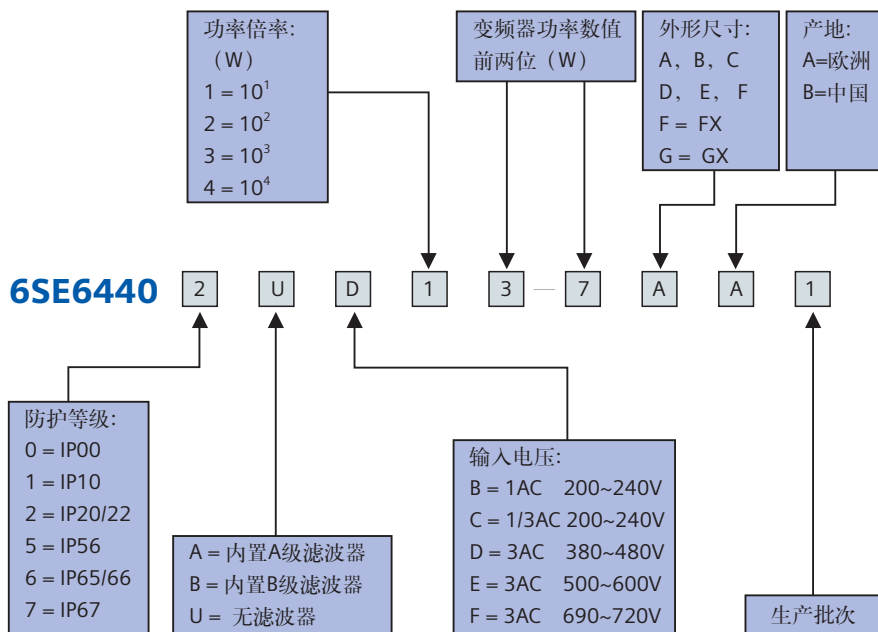 功率倍率:
（W）
1 = 10¹
2 = 10²
3 = 10³
4 = 10⁴
变频器功率数值
前两位（W）
外形尺寸:
A, B, C
D, E, F
F = FX
G = GX
产地:
A=欧洲
B=中国
6SE6440 2 U D 1 3 — 7 A A 1
防护等级:
0 = IP00
1 = IP10
2 = IP20/22
5 = IP56
6 = IP65/66
7 = IP67
A = 内置A级滤波器
B = 内置B级滤波器
U = 无滤波器
输入电压:
B = 1AC 200~240V
C = 1/3AC 200~240V
D = 3AC 380~480V
E = 3AC 500~600V
F = 3AC 690~720V
生产批次